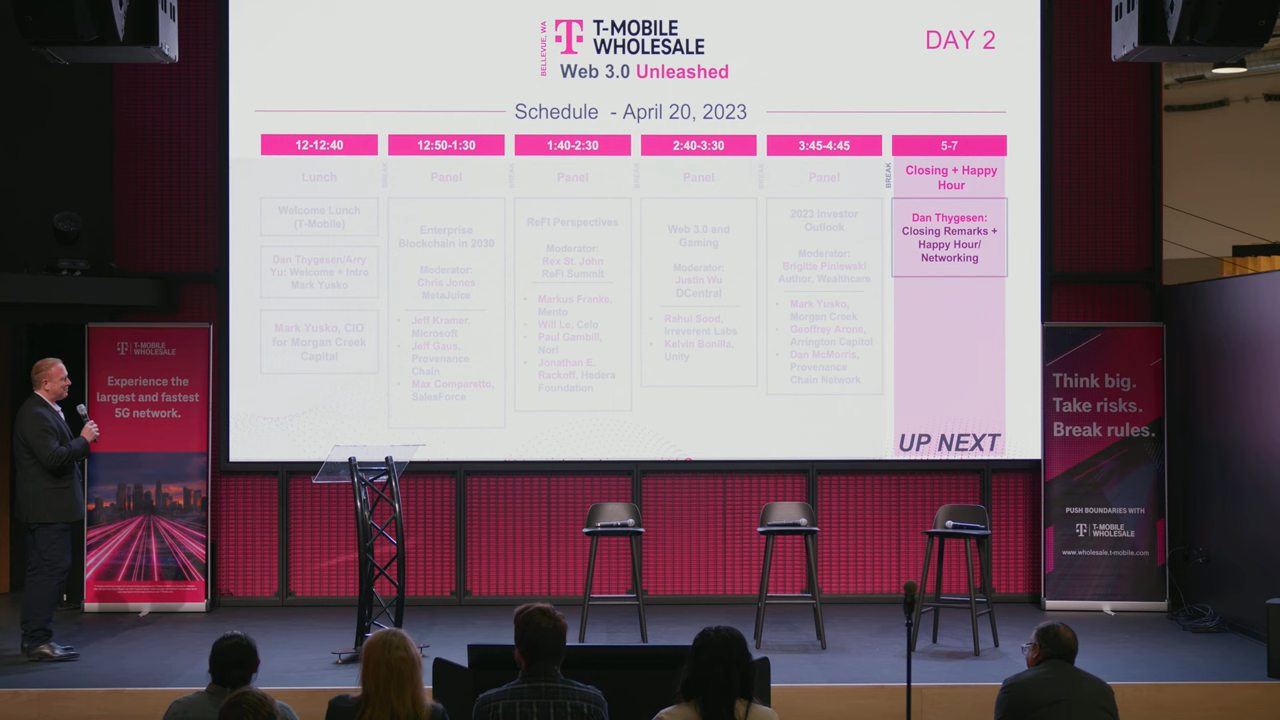 BELLEVUE, WA
T-MOBILE
WHOLESALE
Web 3.0 Unleashed
DAY 2
Schedule - April 20, 2023
12-12:40
Lunch
Welcome Lunch
(T-Mobile)
Dan Thygesen/Arry
Yu: Welcome + Intro
Mark Yusko
Mark Yusko, CIO
for Morgan Creek
Capital
BREAK
12:50-1:30
Panel
Enterprise
Blockchain in 2030
Moderator:
Chris Jones
MetaJuice
• Jeff Kramer,
Microsoft
• Jeff Gaus,
Provenance
Chain
• Max Comparetto,
SalesForce
BREAK
1:40-2:30
Panel
ReFI Perspectives
Moderator:
Rex St. John
ReFI Summit
• Markus Franke,
Mento
• Will Le, Celo
• Paul Gambill,
Nori
• Jonathan E.
Rackoff, Hedera
Foundation
BREAK
2:40-3:30
Panel
Web 3.0 and
Gaming
Moderator:
Justin Wu
DCentral
• Rahul Sood,
Irreverent Labs
• Kelvin Bonilla,
Unity
BREAK
3:45-4:45
Panel
2023 Investor
Outlook
Moderator:
Brigitte Piniewski
Author, Wealthcare
• Mark Yusko,
Morgan Creek
• Geoffrey Arone,
Arrington Capitol
• Dan McMorris,
Provenance
Chain Network
BREAK
5-7
Closing + Happy
Hour
Dan Thygesen:
Closing Remarks +
Happy Hour/
Networking
UP NEXT
T-MOBILE
WHOLESALE
Experience the
largest and fastest
5G network.
Think big.
Take risks.
Break rules.
PUSH BOUNDARIES WITH
T-MOBILE
WHOLESALE
www.wholesale.t-mobile.com